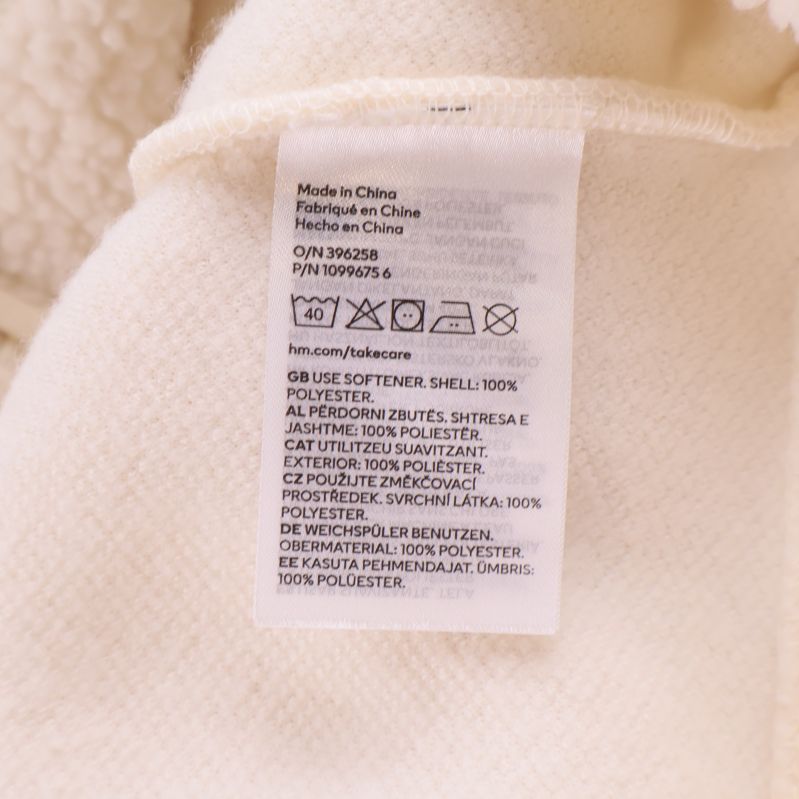 Made in China
Fabriqué en Chine
Hecho en China
O/N 396258
P/N 1099675 6
40
hm.com/takecare
GB USE SOFTENER. SHELL: 100%
POLYESTER.
AL PËRDORNI ZBUTËS. SHTRESA E
JASHTME: 100% POLIESTËR.
CAT UTILITZEU SUAVITZANT.
EXTERIOR: 100% POLIÈSTER.
CZ POUŽIJTE ZMĚKČOVACÍ
PROSTŘEDEK. SVRCHNÍ LÁTKA: 100%
POLYESTER.
DE WEICHSPÜLER BENUTZEN.
OBERMATERIAL: 100% POLYESTER.
EE KASUTA PEHMENDAJAT. ÜMBRIS:
100% POLÜESTER.